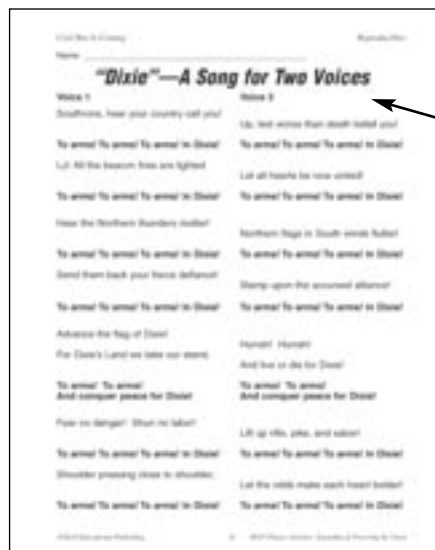 Civil War Is Coming Reproducible
Name
"Dixie"—A Song for Two Voices
Voice 1 Voice 2
Southrons, hear your country call you!
Up, lest worse than death befall you!
To arms! To arms! To arms! In Dixie! To arms! To arms! To arms! In Dixie!
Lo! All the beacon fires are lighted
Let all hearts be now united!
To arms! To arms! To arms! In Dixie! To arms! To arms! To arms! In Dixie!
Hear the Northern thunders mutter!
Northern flags in South winds flutter!
To arms! To arms! To arms! In Dixie! To arms! To arms! To arms! In Dixie!
Send them back your fierce defiance!
Stamp upon the accursed alliance!
To arms! To arms! To arms! In Dixie! To arms! To arms! To arms! In Dixie!
Advance the flag of Dixie!
Hurrah! Hurrah!
For Dixie's Land we take our stand,
And live or die for Dixie!
To arms! To arms! To arms! To arms!
And conquer peace for Dixie! And conquer peace for Dixie!
Fear no danger! Shun no labor!
Lift up rifle, pike, and sabre!
To arms! To arms! To arms! In Dixie! To arms! To arms! To arms! In Dixie!
Shoulder pressing close to shoulder,
Let the odds make each heart bolder!
To arms! To arms! To arms! In Dixie! To arms! To arms! To arms! In Dixie!